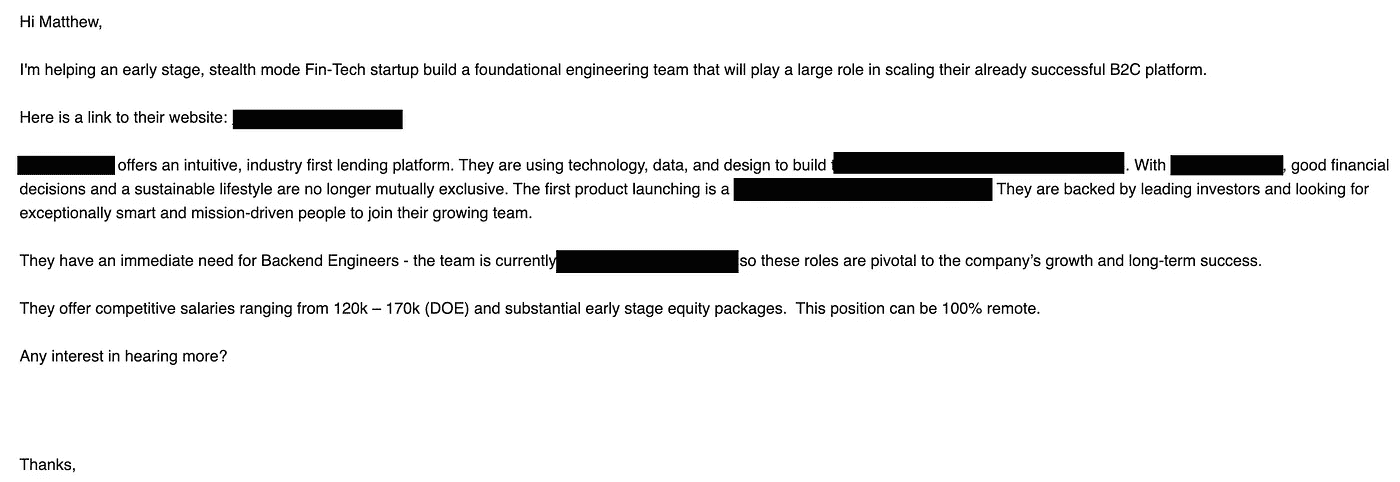 Hi Matthew,
I'm helping an early stage, stealth mode Fin-Tech startup build a foundational engineering team that will play a large role in scaling their already successful B2C platform.
Here is a link to their website:
offers an intuitive, industry first lending platform. They are using technology, data, and design to build . With , good financial
decisions and a sustainable lifestyle are no longer mutually exclusive. The first product launching is a They are backed by leading investors and looking for
exceptionally smart and mission-driven people to join their growing team.
They have an immediate need for Backend Engineers - the team is currently so these roles are pivotal to the company's growth and long-term success.
They offer competitive salaries ranging from 120k – 170k (DOE) and substantial early stage equity packages.  This position can be 100% remote.
Any interest in hearing more?
Thanks,